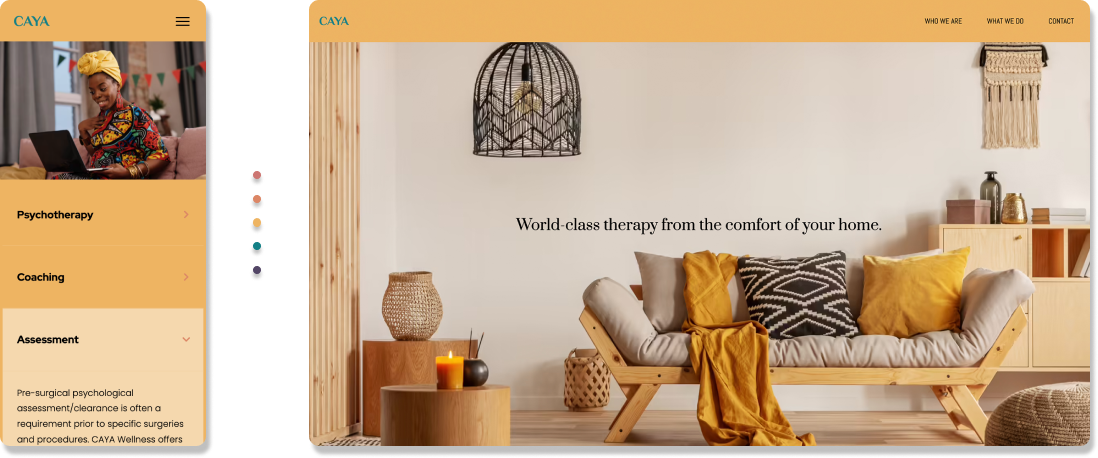 CAYA
Psychotherapy
Coaching
Assessment
Pre-surgical psychological
assessment/clearance is often a
requirement prior to specific surgeries
and procedures. CAYA Wellness offers
CAYA
WHO WE ARE
WHAT WE DO
CONTACT
World-class therapy from the comfort of your home.